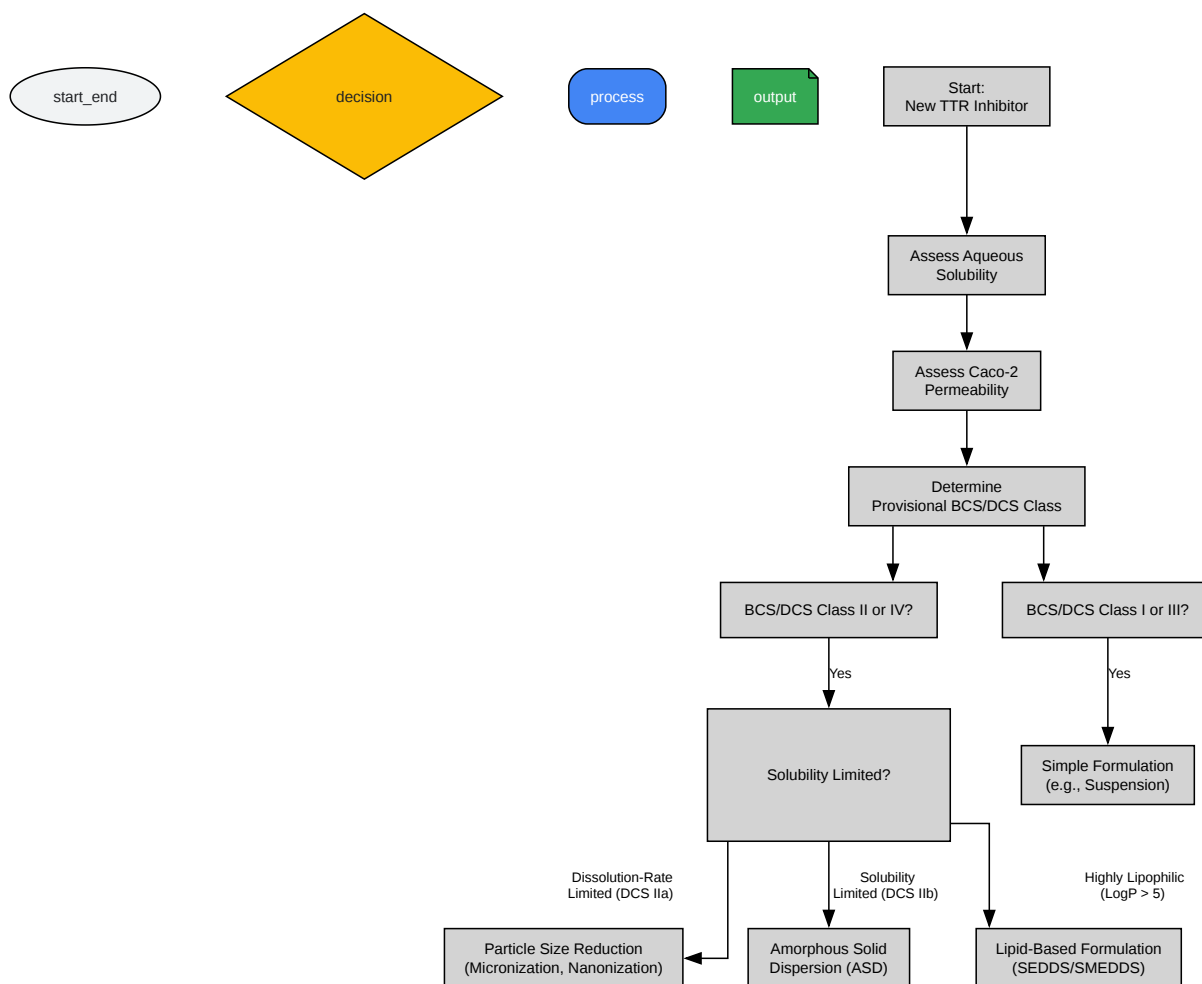 start_end
decision
process
output
Start:
New TTR Inhibitor
Assess Aqueous
Solubility
Assess Caco-2
Permeability
Determine
Provisional BCS/DCS Class
BCS/DCS Class II or IV?
BCS/DCS Class I or III?
Yes
Yes
Solubility Limited?
Simple Formulation
(e.g., Suspension)
Dissolution-Rate
Limited (DCS IIa)
Solubility
Limited (DCS IIb)
Highly Lipophilic
(LogP > 5)
Particle Size Reduction
(Micronization, Nanonization)
Amorphous Solid
Dispersion (ASD)
Lipid-Based Formulation
(SEDDS/SMEDDS)